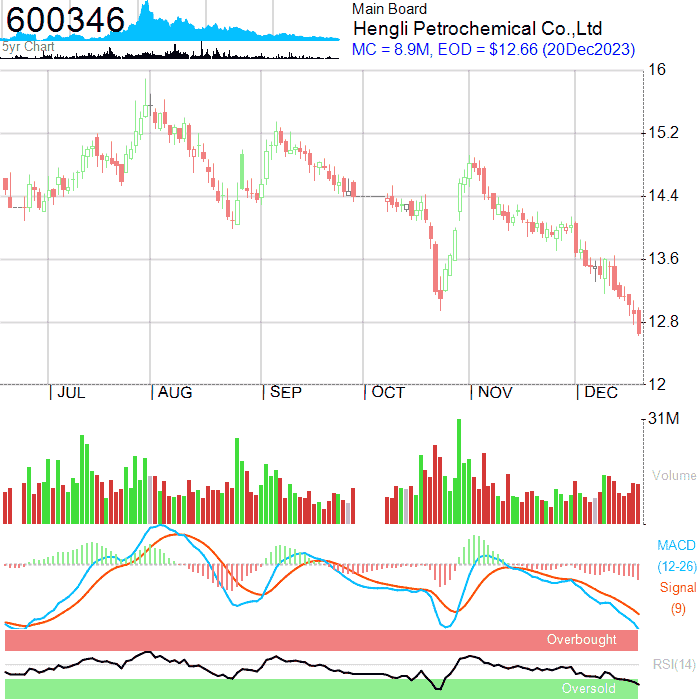 600346
5yr Chart
Main Board
Hengli Petrochemical Co.,Ltd
MC = 8.9M, EOD = $12.66 (20Dec2023)
16
15.2
14.4
13.6
12.8
12
JUL AUG SEP OCT NOV DEC
31M
Volume
MACD
(12-26)
Signal
(9)
Overbought
RSI(14)
Oversold